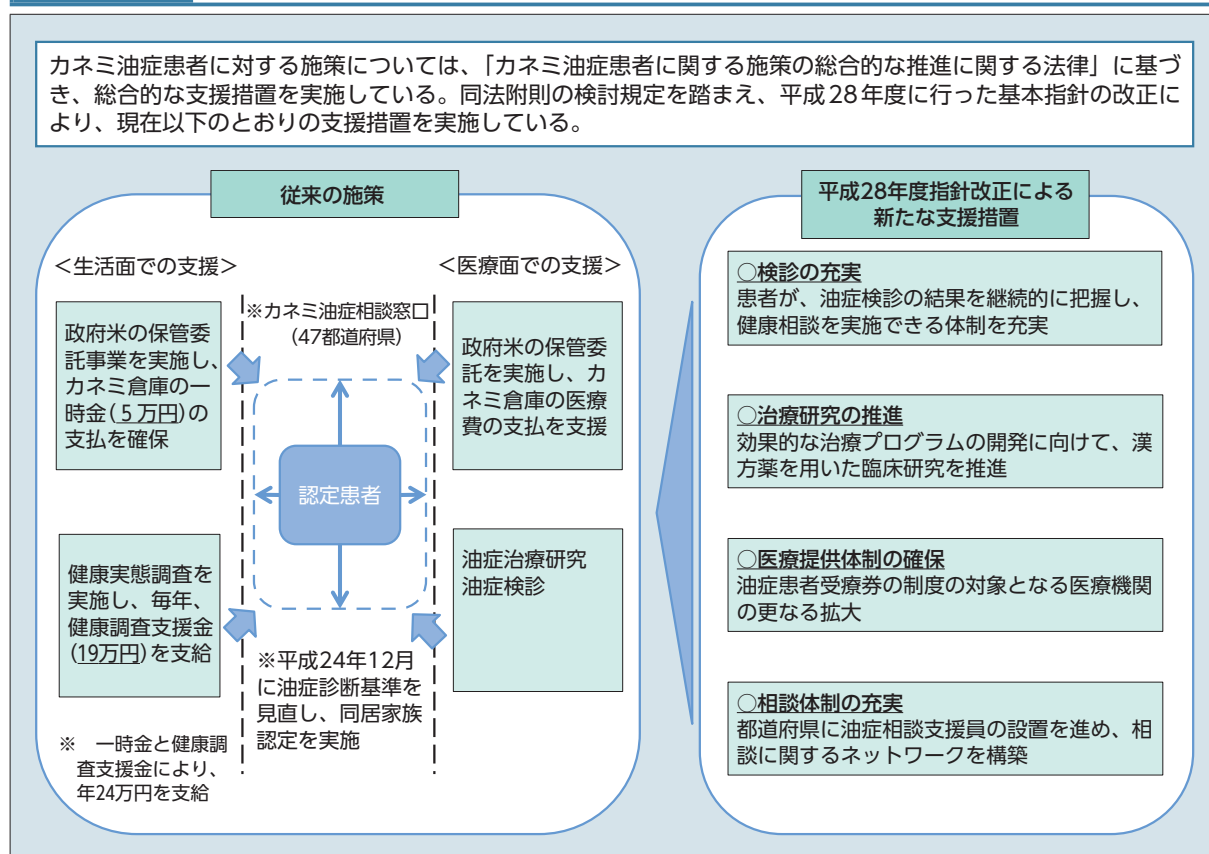 カネミ油症患者に対する施策については、「カネミ油症患者に関する施策の総合的な推進に関する法律」に基づ
き、総合的な支援措置を実施している。同法附則の検討規定を踏まえ、平成28年度に行った基本指針の改正に
より、現在以下のとおりの支援措置を実施している。
従来の施策
＜生活面での支援＞
政府米の保管委
託事業を実施し、
カネミ倉庫の一
時金(５万円)の
支払を確保
健康実態調査を
実施し、毎年、
健康調査支援金
(19万円)を支給
※　一時金と健康調
査支援金により、
年24万円を支給
※カネミ油症相談窓口
(47都道府県)
認定患者
※平成24年12月
に油症診断基準を
見直し、同居家族
認定を実施
＜医療面での支援＞
政府米の保管委
託を実施し、カ
ネミ倉庫の医療
費の支払を支援
油症治療研究
油症検診
平成28年度指針改正による
新たな支援措置
○検診の充実
患者が、油症検診の結果を継続的に把握し、
健康相談を実施できる体制を充実
○治療研究の推進
効果的な治療プログラムの開発に向けて、漢
方薬を用いた臨床研究を推進
○医療提供体制の確保
油症患者受療券の制度の対象となる医療機関
の更なる拡大
○相談体制の充実
都道府県に油症相談支援員の設置を進め、相
談に関するネットワークを構築